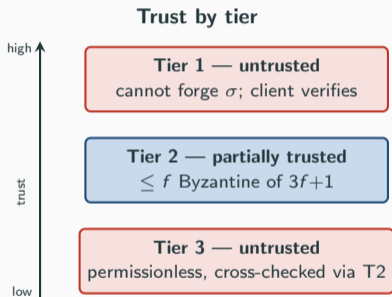 Trust by tier
high
Tier 1 — untrusted
cannot forge σ; client verifies
Tier 2 — partially trusted
≤ f Byzantine of 3f+1
trust
Tier 3 — untrusted
permissionless, cross-checked via T2
low